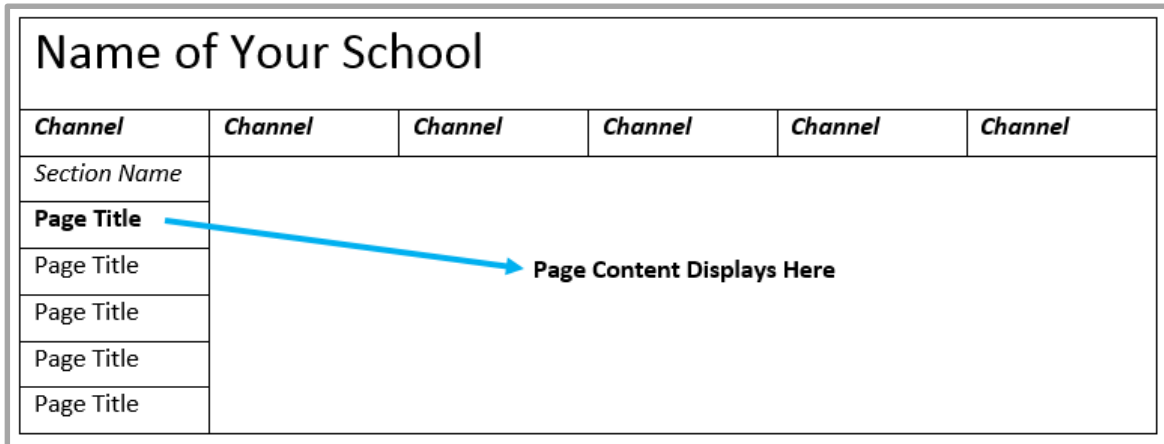 Name of Your School
Channel Channel Channel Channel Channel Channel
Section Name
Page Title
Page Title
Page Content Displays Here
Page Title
Page Title
Page Title